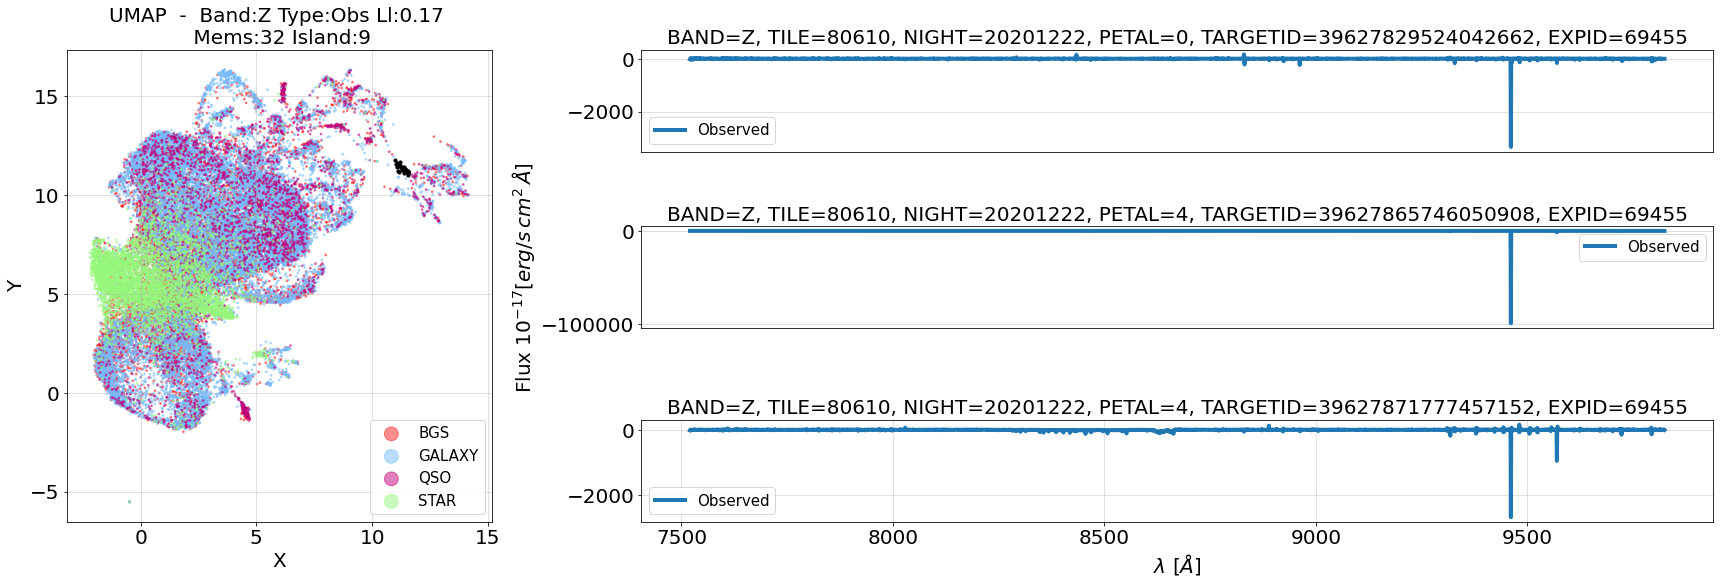 UMAP - Band:Z Type:Obs Ll:0.17
Mems:32 Island:9
Y
15
10
5
0
−5
0
5
10
15
X
BGS
GALAXY
QSO
STAR
Flux 10^{-17}[erg/s cm^2 Å]
BAND=Z, TILE=80610, NIGHT=20201222, PETAL=0, TARGETID=39627829524042662, EXPID=69455
0
−2000
Observed
BAND=Z, TILE=80610, NIGHT=20201222, PETAL=4, TARGETID=39627865746050908, EXPID=69455
0
−100000
Observed
BAND=Z, TILE=80610, NIGHT=20201222, PETAL=4, TARGETID=39627871777457152, EXPID=69455
0
−2000
Observed
7500
8000
8500
9000
9500
λ [Å]